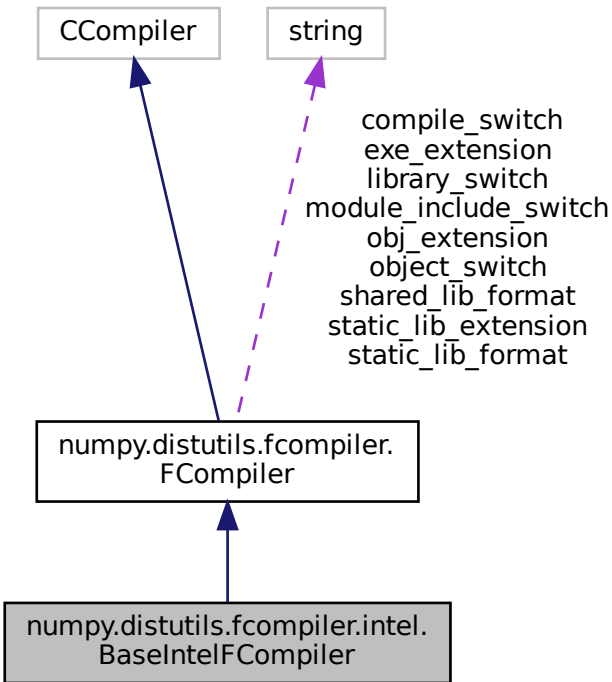 CCompiler
string
compile_switch
exe_extension
library_switch
module_include_switch
obj_extension
object_switch
shared_lib_format
static_lib_extension
static_lib_format
numpy.distutils.fcompiler.
FCompiler
numpy.distutils.fcompiler.intel.
BaseIntelFCompiler